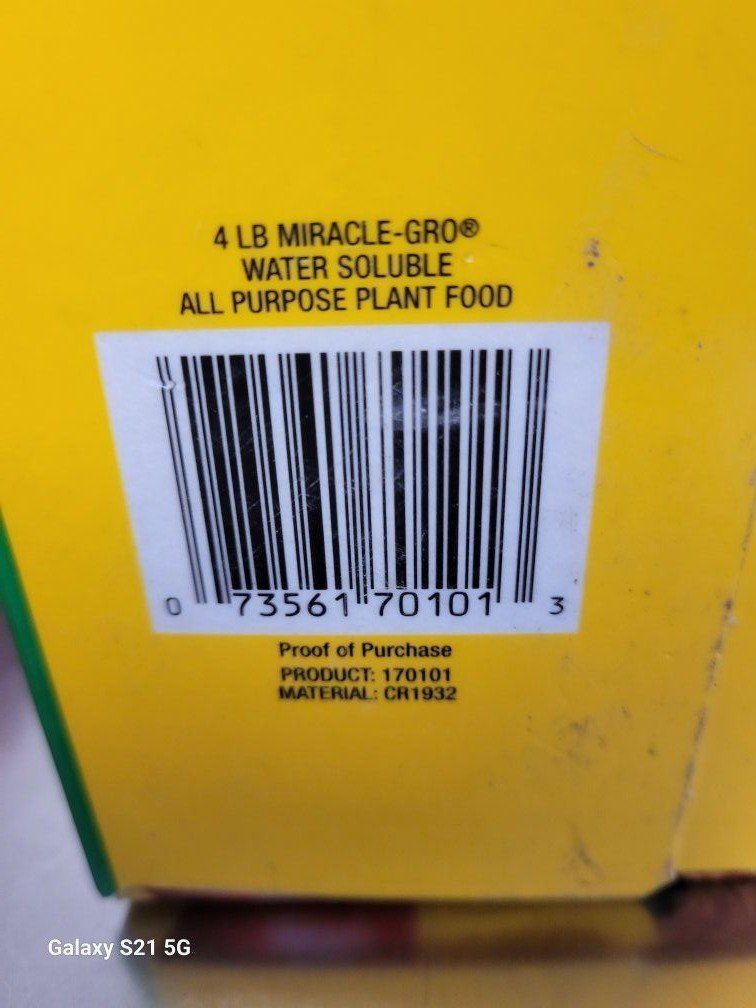 4 LB MIRACLE-GRO®
WATER SOLUBLE
ALL PURPOSE PLANT FOOD
0 73561 70101 3
Proof of Purchase
PRODUCT: 170101
MATERIAL: CR1932
Galaxy S21 5G